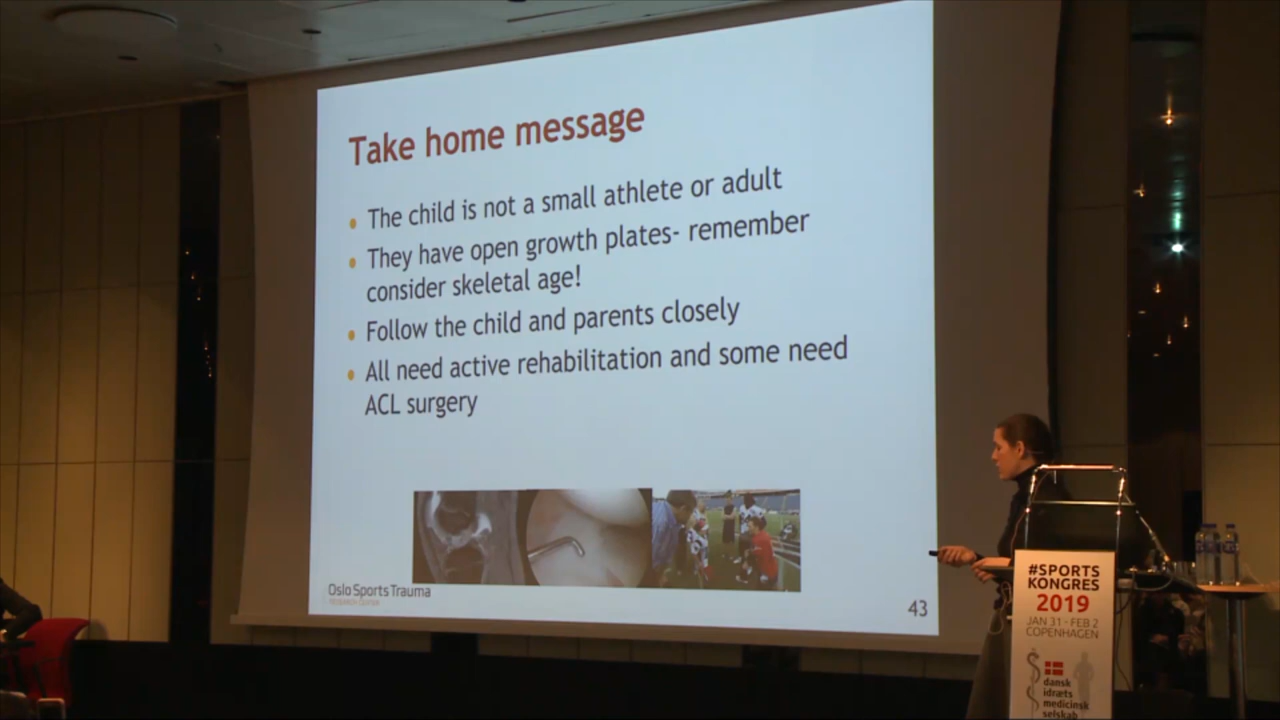 Take home message
The child is not a small athlete or adult
They have open growth plates- remember
consider skeletal age!
Follow the child and parents closely
All need active rehabilitation and some need
ACL surgery
Oslo Sports Trauma
RESEARCH CENTER
43
#SPORTS
KONGRES
2019
JAN 31 - FEB 2
COPENHAGEN
dansk
idræts
medicinsk
selskab